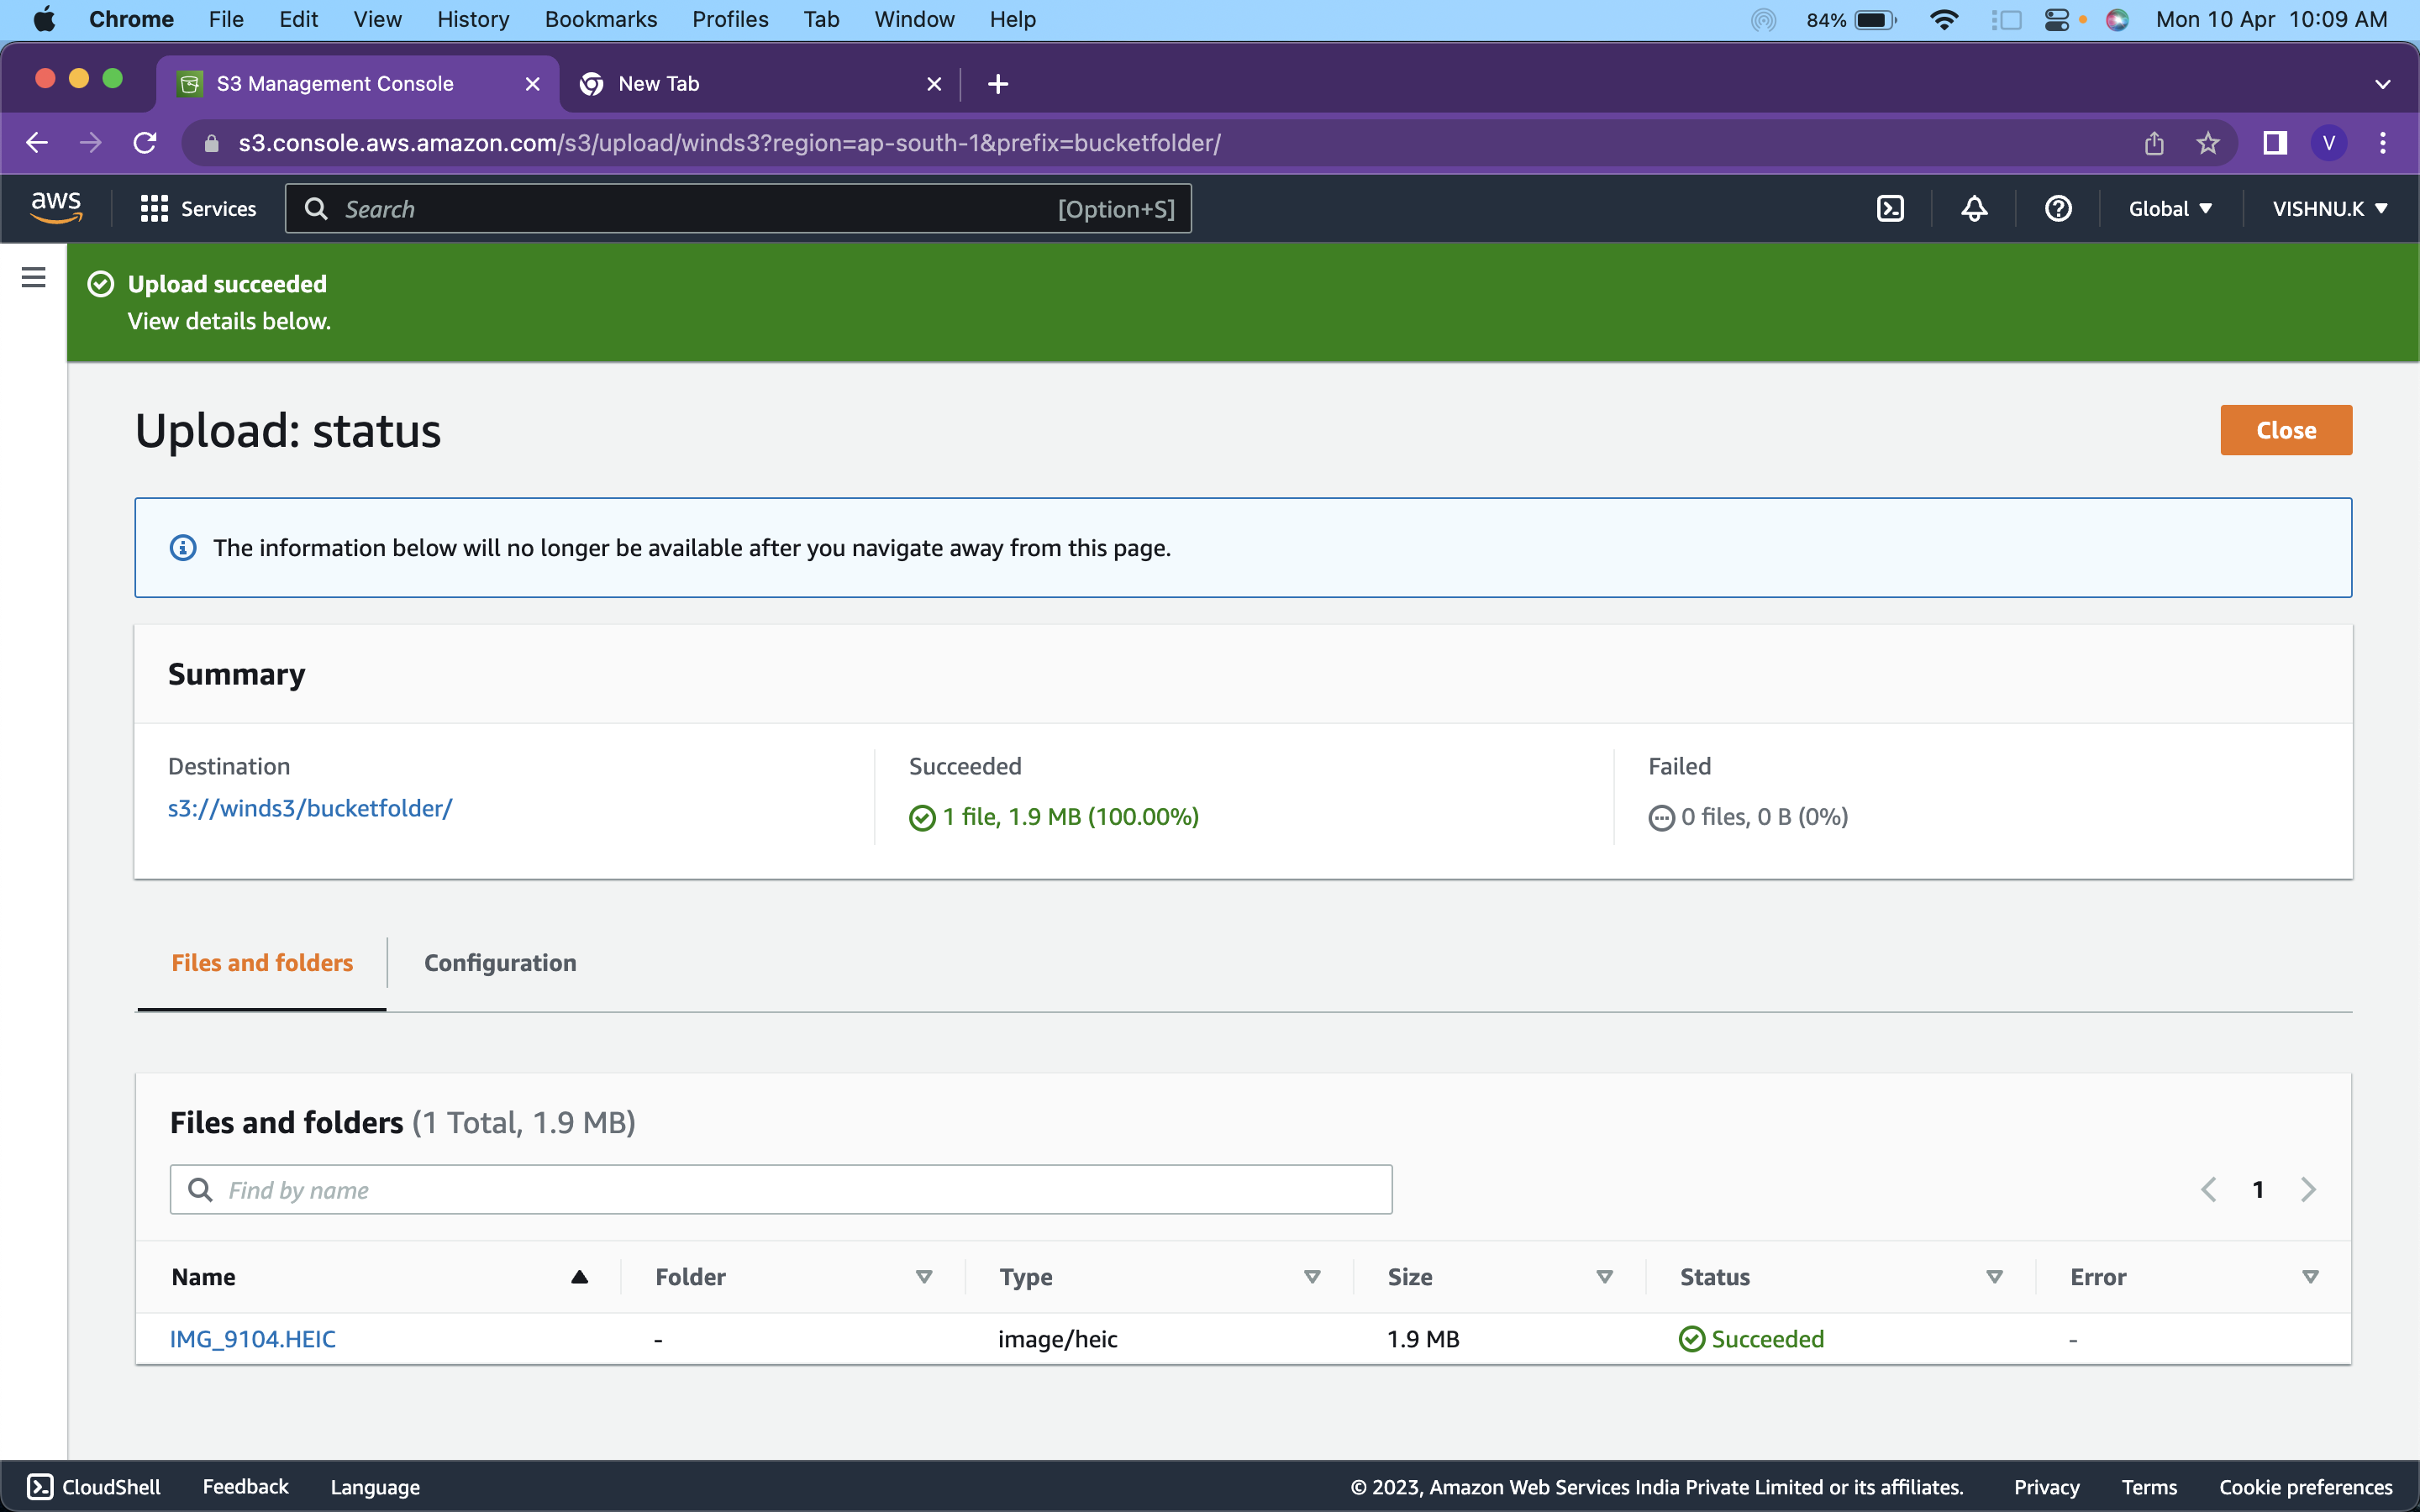 Chrome File Edit View History Bookmarks Profiles Tab Window Help 84% Mon 10 Apr 10:09 AM
S3 Management Console New Tab
s3.console.aws.amazon.com/s3/upload/winds3?region=ap-south-1&prefix=bucketfolder/ V
aws Services Search [Option+S] Global VISHNU.K
Upload succeeded
View details below.
Upload: status Close
The information below will no longer be available after you navigate away from this page.
Summary
Destination Succeeded Failed
s3://winds3/bucketfolder/ 1 file, 1.9 MB (100.00%) 0 files, 0 B (0%)
Files and folders Configuration
Files and folders (1 Total, 1.9 MB)
Find by name 1
Name Folder Type Size Status Error
IMG_9104.HEIC - image/heic 1.9 MB Succeeded -
CloudShell Feedback Language © 2023, Amazon Web Services India Private Limited or its affiliates. Privacy Terms Cookie preferences